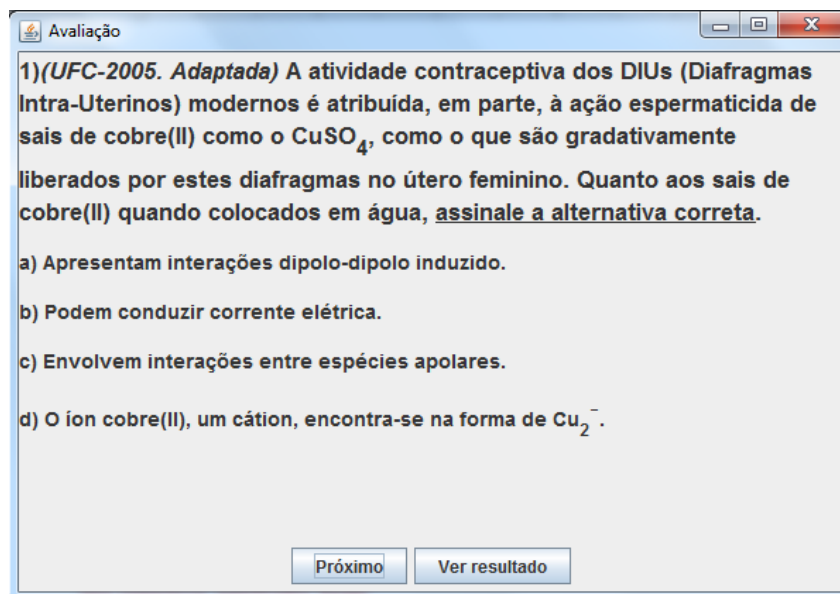 Avaliação
1)(UFC-2005. Adaptada) A atividade contraceptiva dos DIUs (Diafragmas
Intra-Uterinos) modernos é atribuída, em parte, à ação espermaticida de
sais de cobre(II) como o CuSO₄, como o que são gradativamente
liberados por estes diafragmas no útero feminino. Quanto aos sais de
cobre(II) quando colocados em água, assinale a alternativa correta.
a) Apresentam interações dipolo-dipolo induzido.
b) Podem conduzir corrente elétrica.
c) Envolvem interações entre espécies apolares.
d) O íon cobre(II), um cátion, encontra-se na forma de Cu₂⁻.
Próximo
Ver resultado